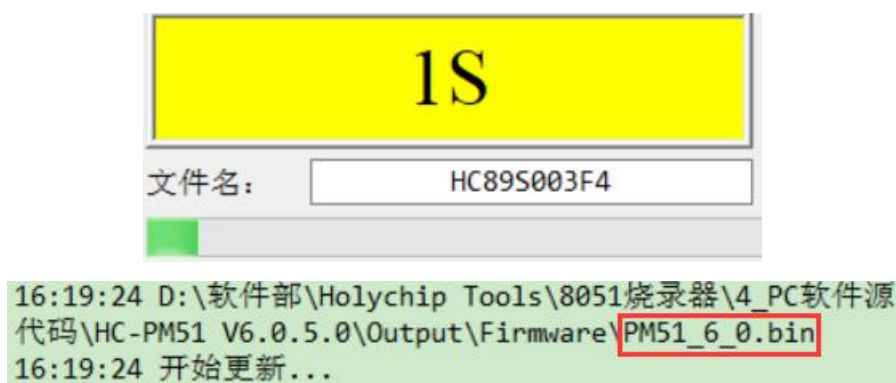 1S
文件名： HC89S003F4
16:19:24 D:\软件部\Holychip Tools\8051烧录器\4_PC软件源
代码\HC-PM51 V6.0.5.0\Output\Firmware\PM51_6_0.bin
16:19:24 开始更新...